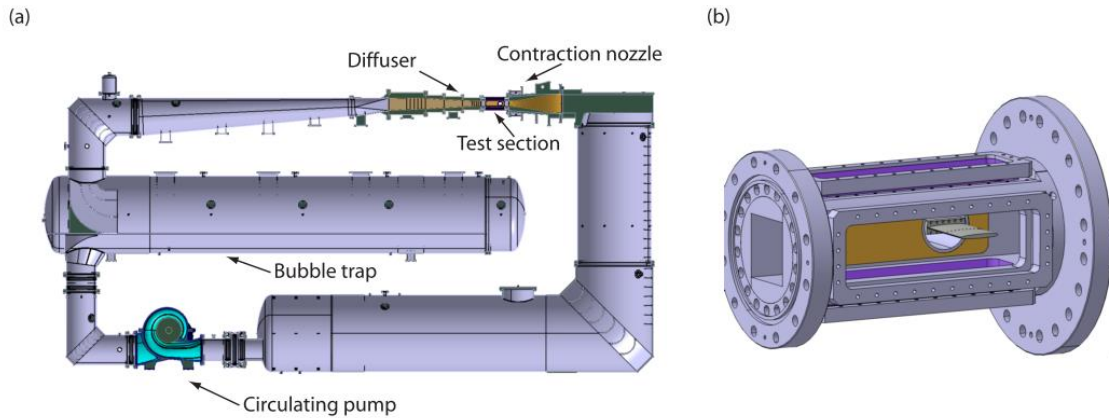 (a)
(b)
Contraction nozzle
Diffuser
Test section
Bubble trap
Circulating pump